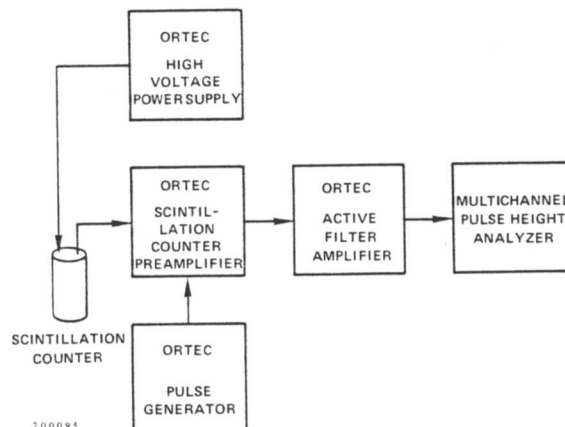 ORTEC
HIGH
VOLTAGE
POWER SUPPLY
ORTEC
SCINTIL-
LATION
COUNTER
PREAMPLIFIER
ORTEC
ACTIVE
FILTER
AMPLIFIER
MULTICHANNEL
PULSE HEIGHT
ANALYZER
SCINTILLATION
COUNTER
ORTEC
PULSE
GENERATOR
200095